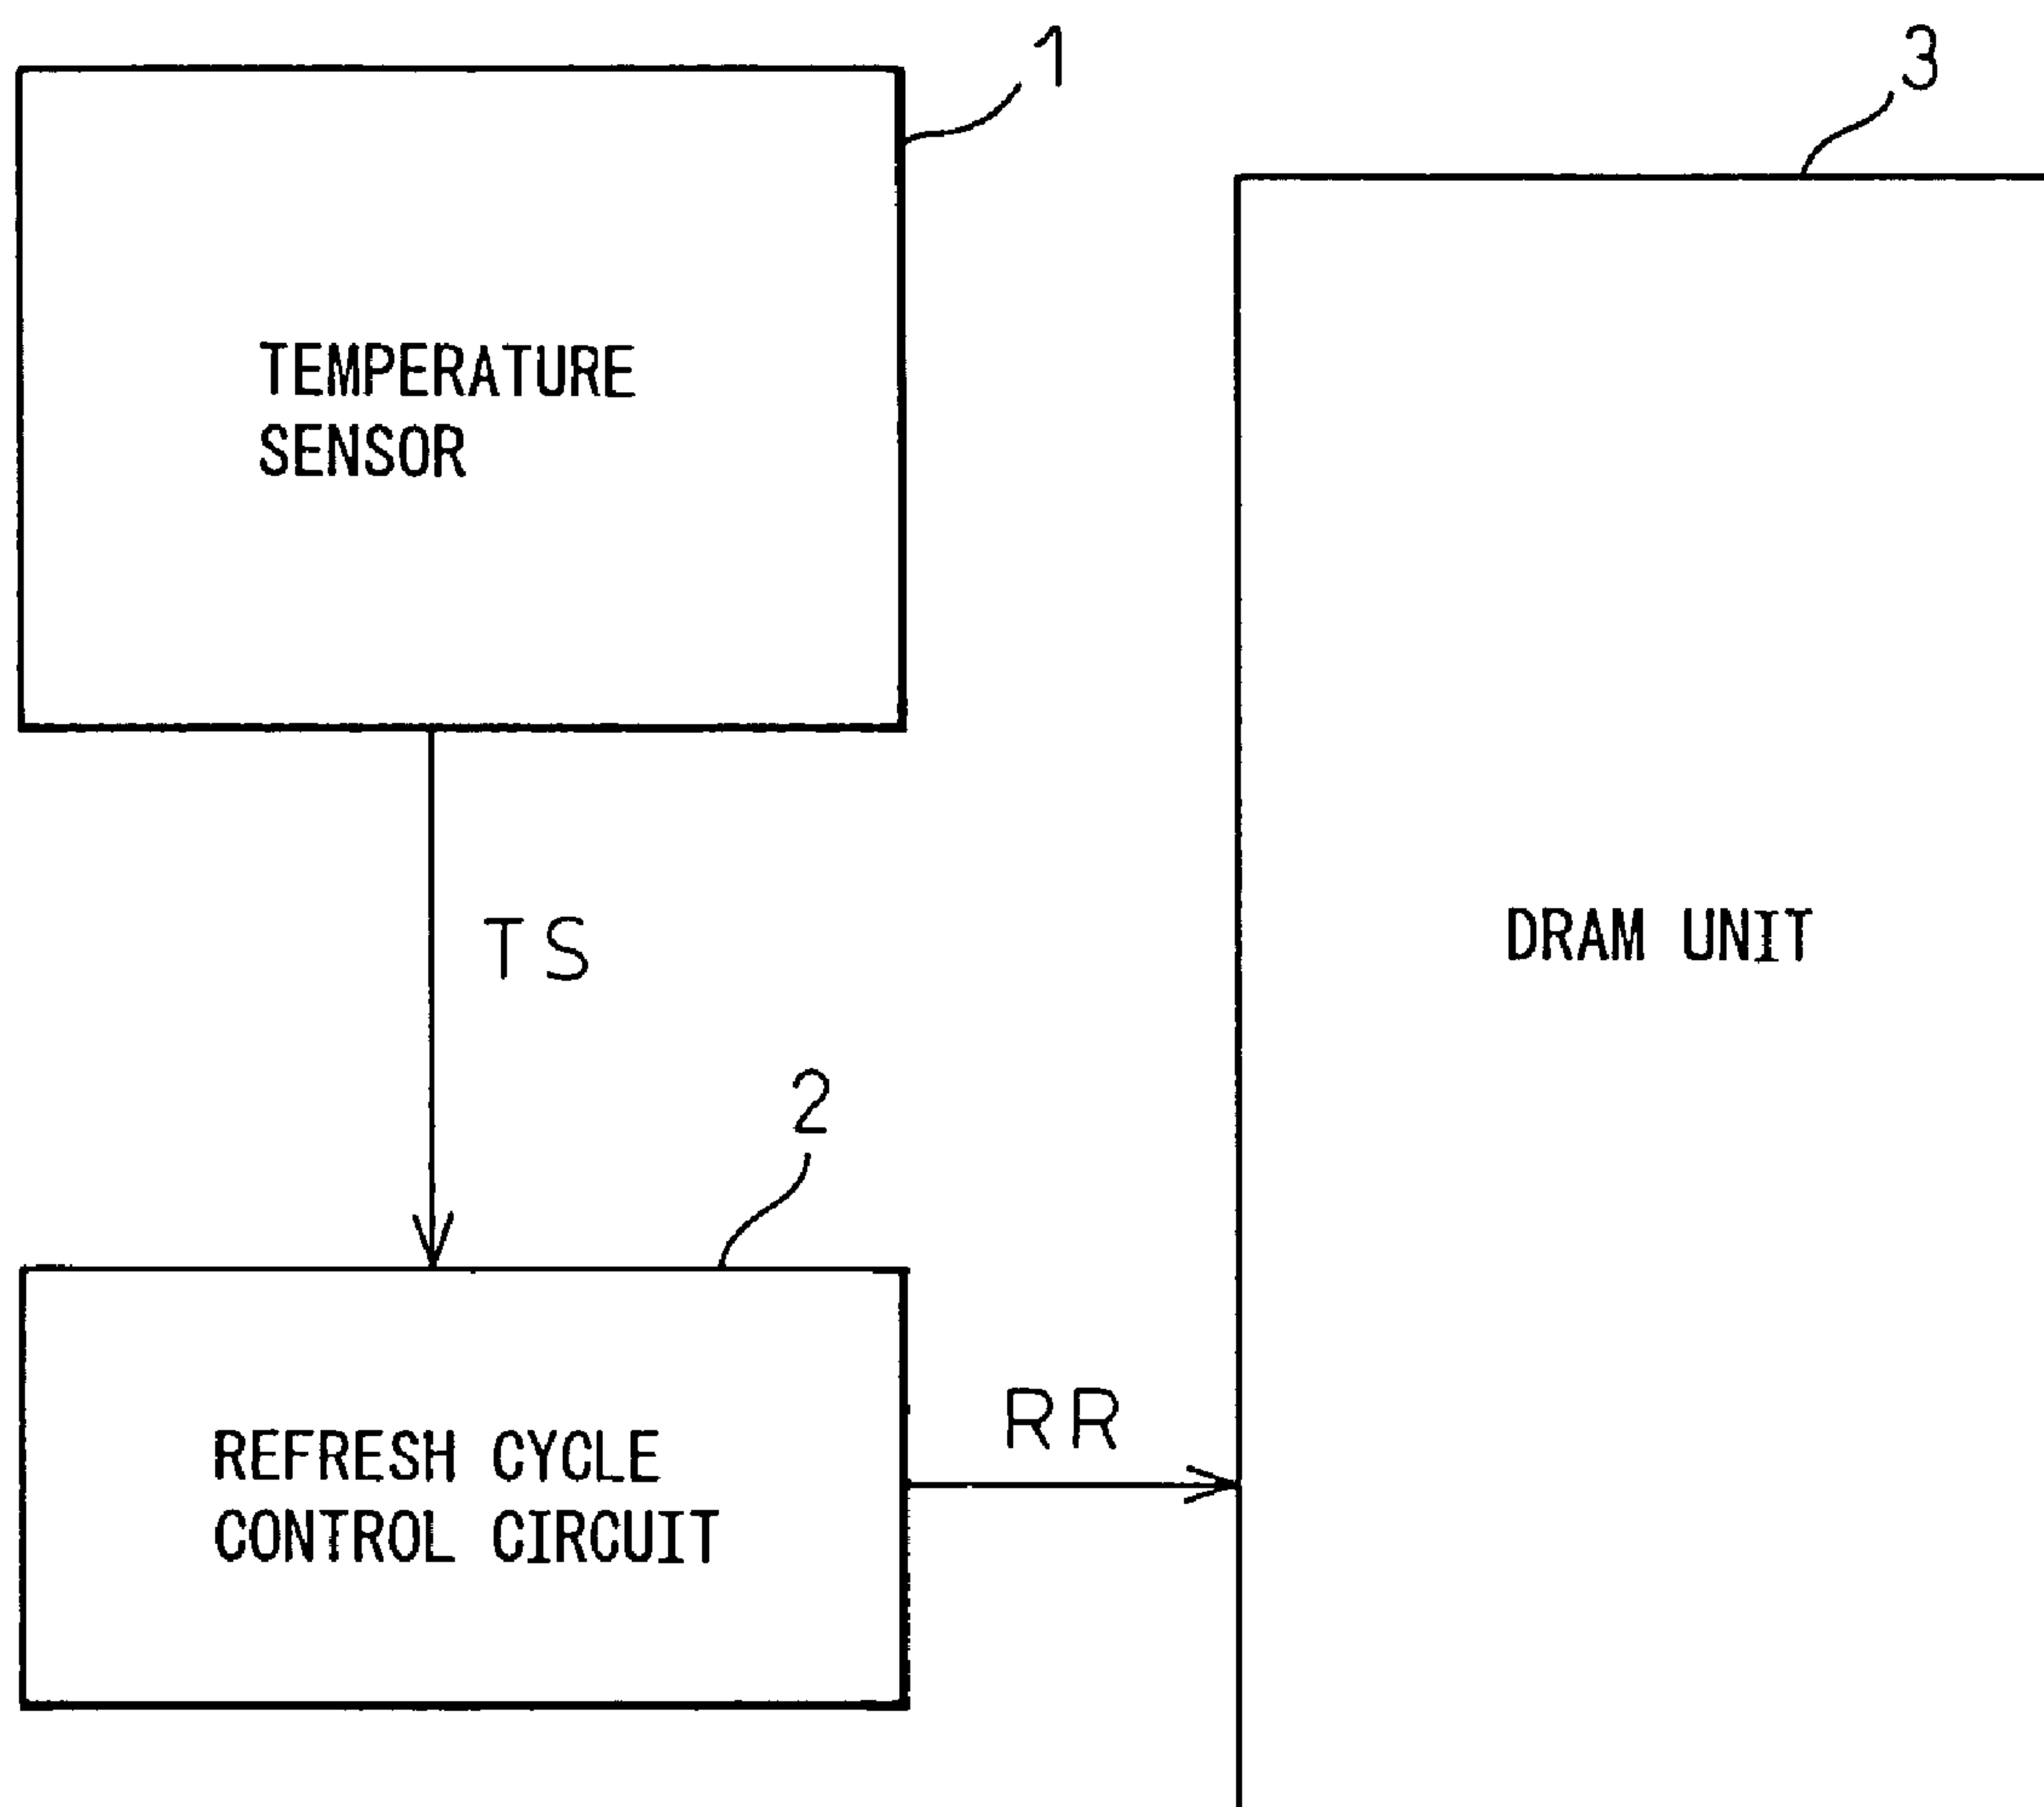 1
3
TEMPERATURE
SENSOR
DRAM UNIT
TS
2
RR
REFRESH CYCLE
CONTROL CIRCUIT